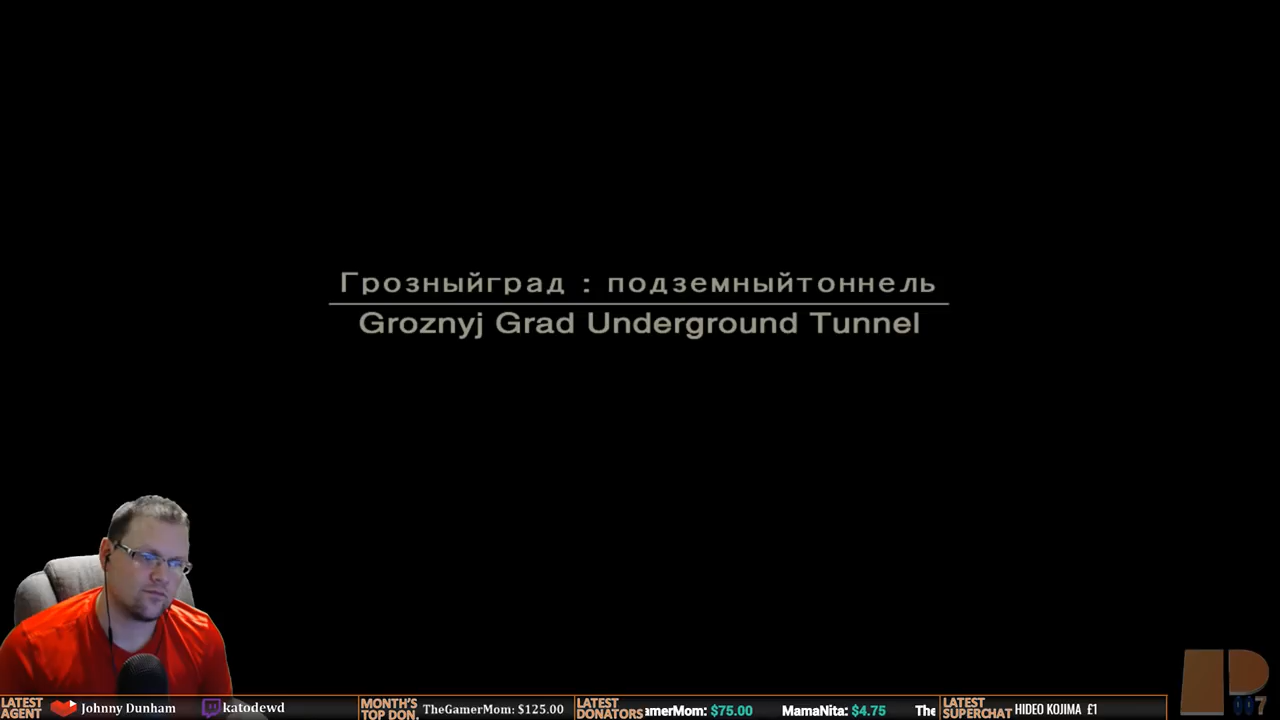 Грозныйград : подземныйтоннель
Groznyj Grad Underground Tunnel
LATEST AGENT Johnny Dunham katodewd
MONTH'S TOP DON. TheGamerMom: $125.00
LATEST DONATORS amerMom: $75.00 MamaNita: $4.75 The
LATEST SUPERCHAT HIDEO KOJIMA £1
P 007